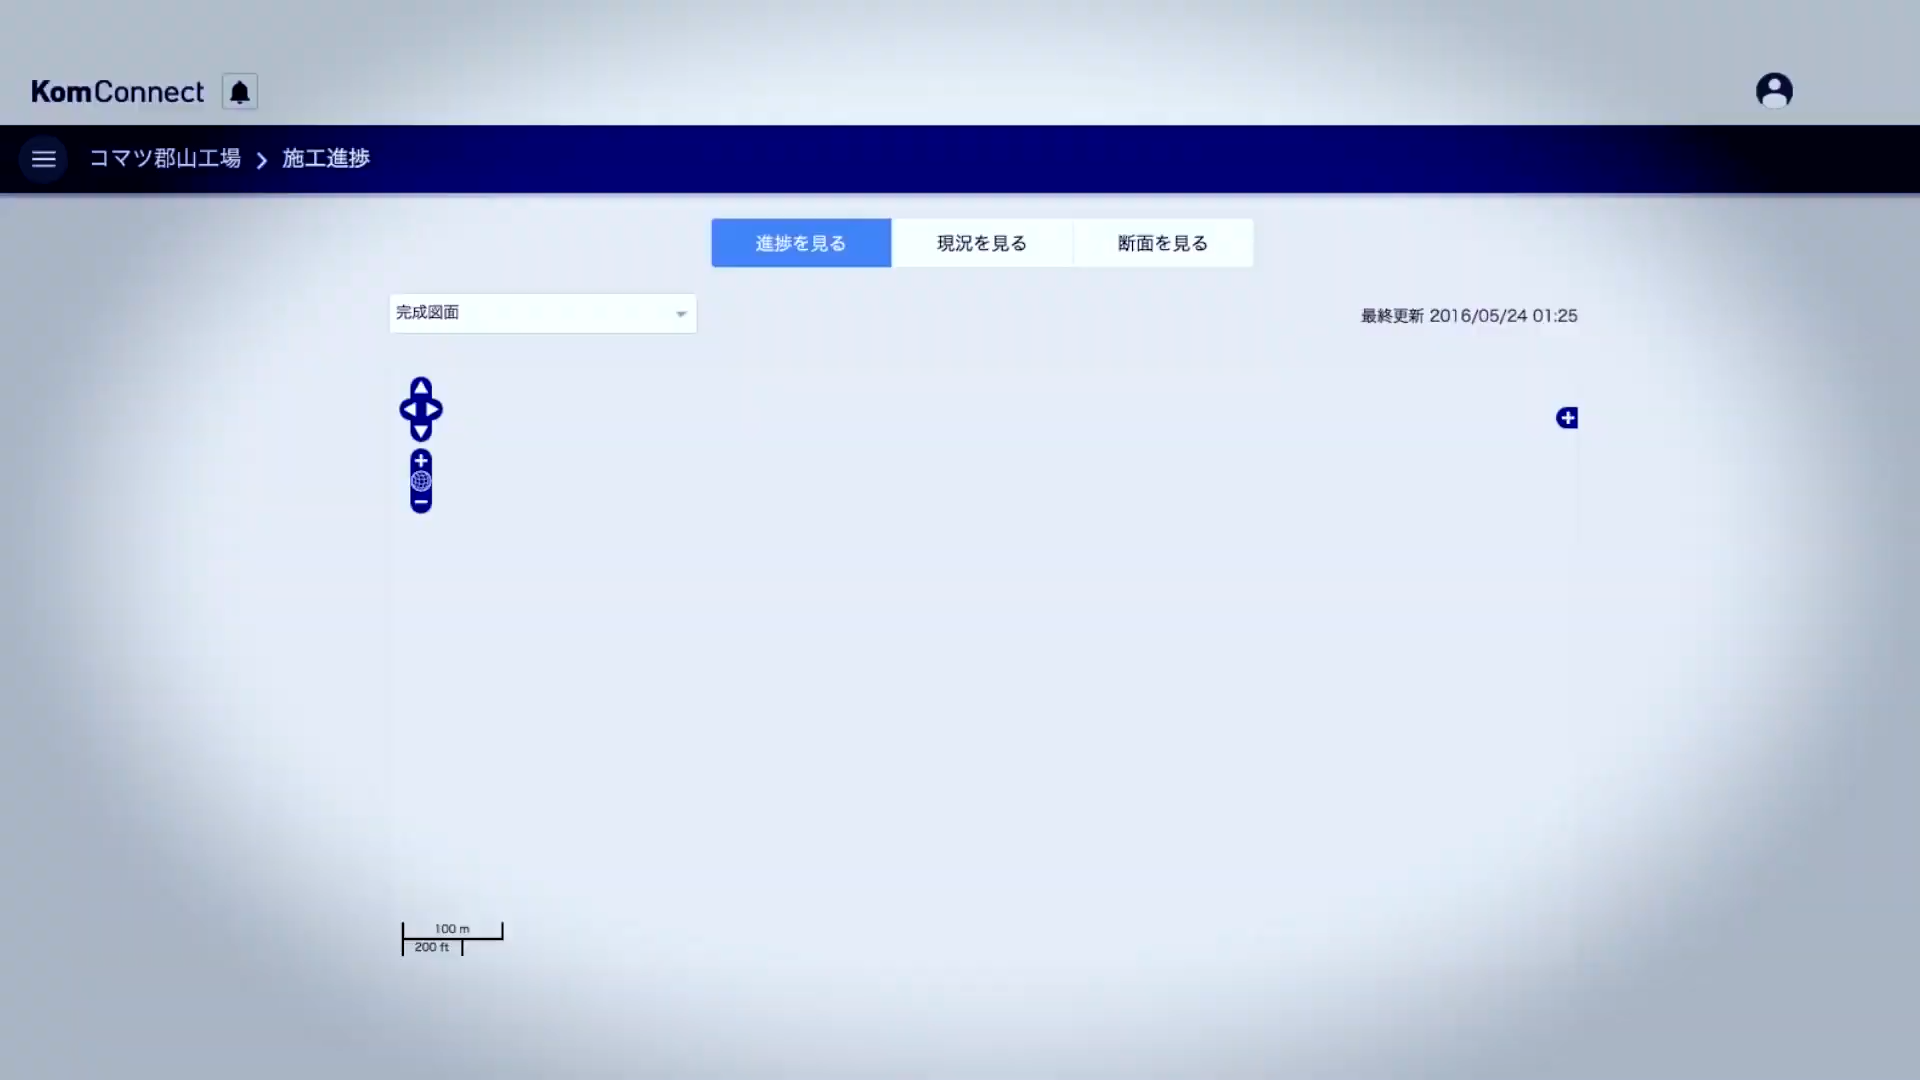 KomConnect
コマツ郡山工場 > 施工進捗
進捗を見る 現況を見る 断面を見る
完成図面 最終更新 2016/05/24 01:25
100 m
200 ft